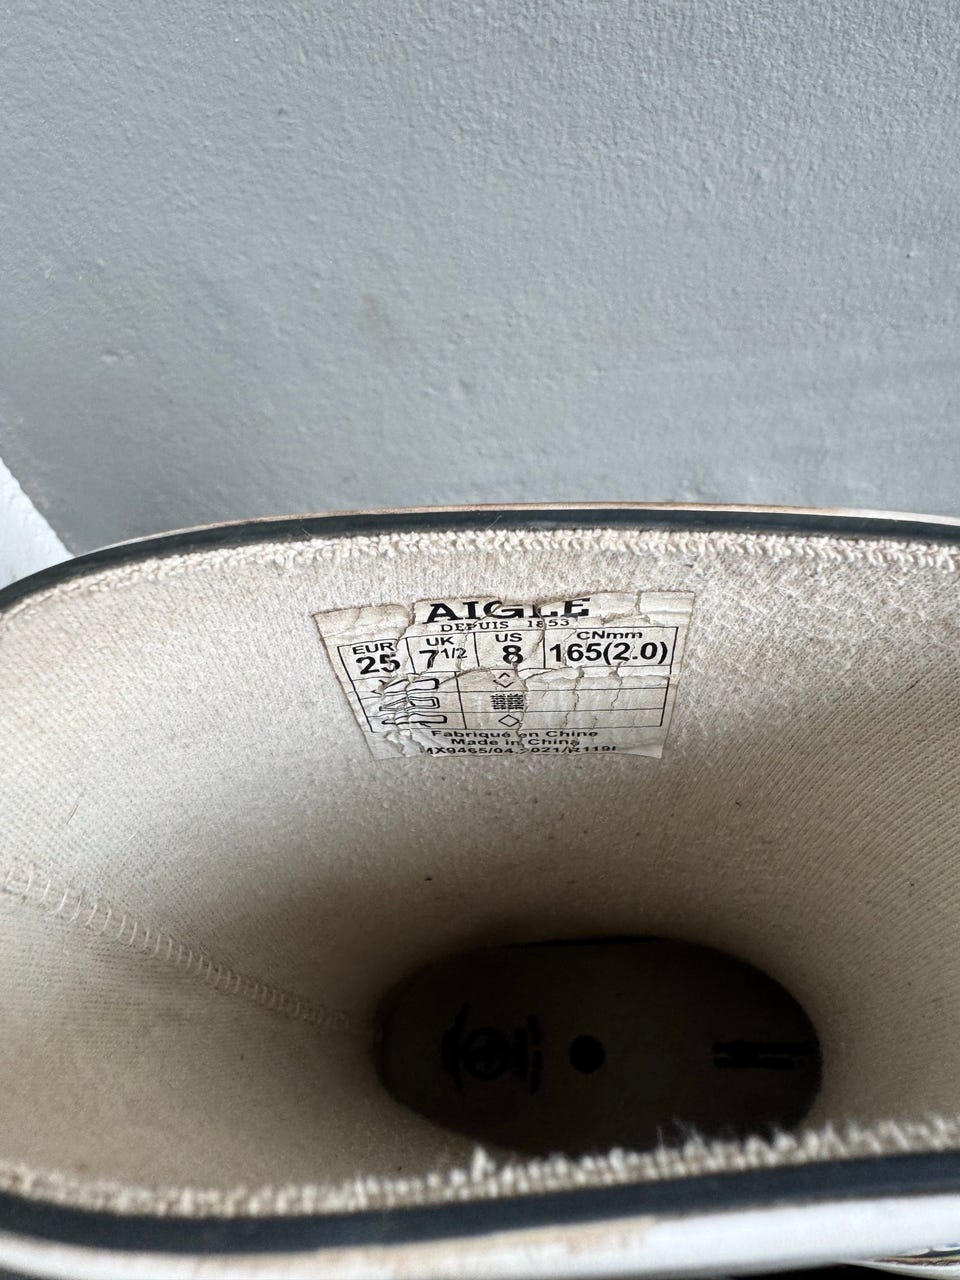 AIGLE
DEPUIS 1853
EUR UK US CNmm
25 7 1/2 8 165(2.0)
Fabriqué en Chine
Made in China